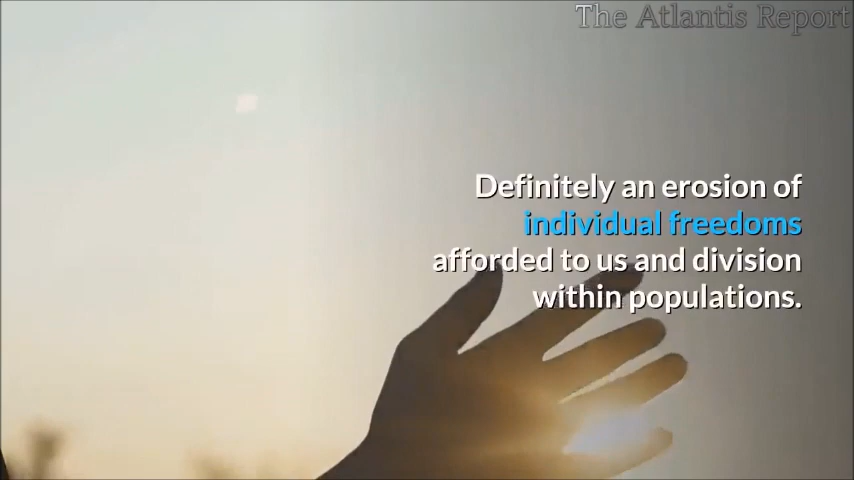 The Atlantis Report
Definitely an erosion of
individual freedoms
afforded to us and division
within populations.